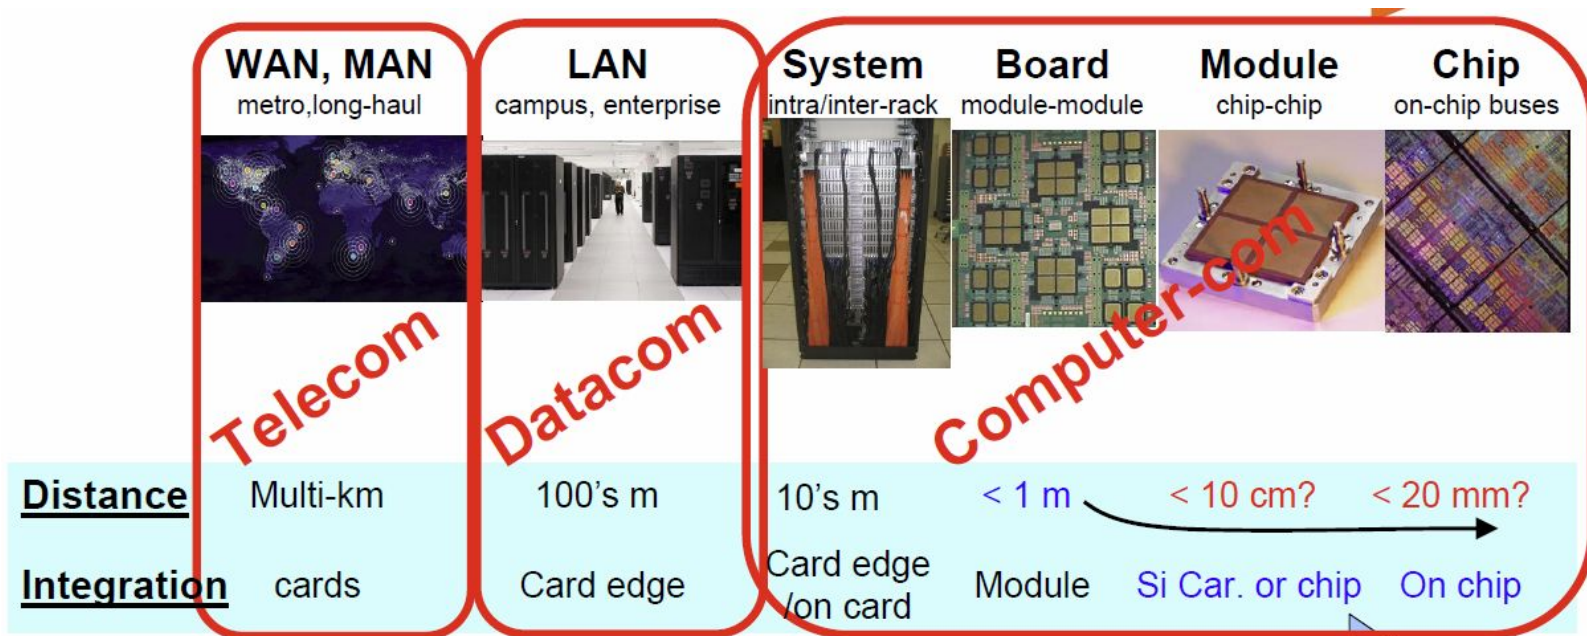 WAN, MAN
metro,long-haul
LAN
campus, enterprise
System
intra/inter-rack
Board
module-module
Module
chip-chip
Chip
on-chip buses
Telecom
Datacom
Computer-com
Distance
Multi-km
100's m
10's m
< 1 m
< 10 cm?
< 20 mm?
Integration
cards
Card edge
Card edge
/on card
Module
Si Car. or chip
On chip